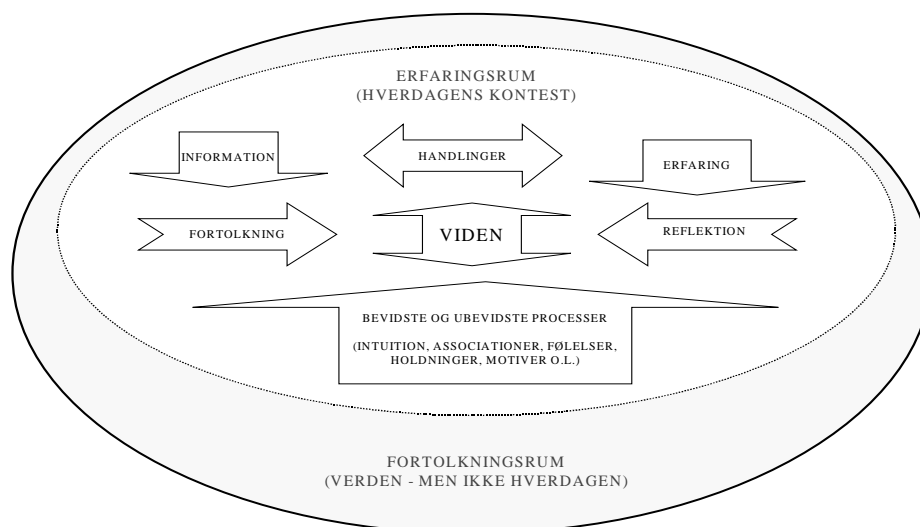 ERFARINGSRUM
(HVERDAGENS KONTEST)
INFORMATION
HANDLINGER
ERFARING
FORTOLKNING
VIDEN
REFLEKTION
BEVIDSTE OG UBEVIDSTE PROCESSER
(INTUITION, ASSOCIATIONER, FØLELSER,
HOLDNINGER, MOTIVER O.L.)
FORTOLKNINGSRUM
(VERDEN - MEN IKKE HVERDAGEN)